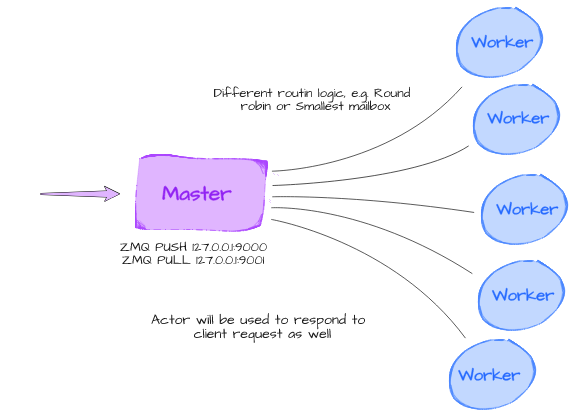 Worker
Different routin logic, e.g. Round
robin or Smallest mailbox
Worker
Master
Worker
ZMQ PUSH 127.0.0.1:9000
ZMQ PULL 127.0.0.1:9001
Worker
Actor will be used to respond to
client request as well
Worker